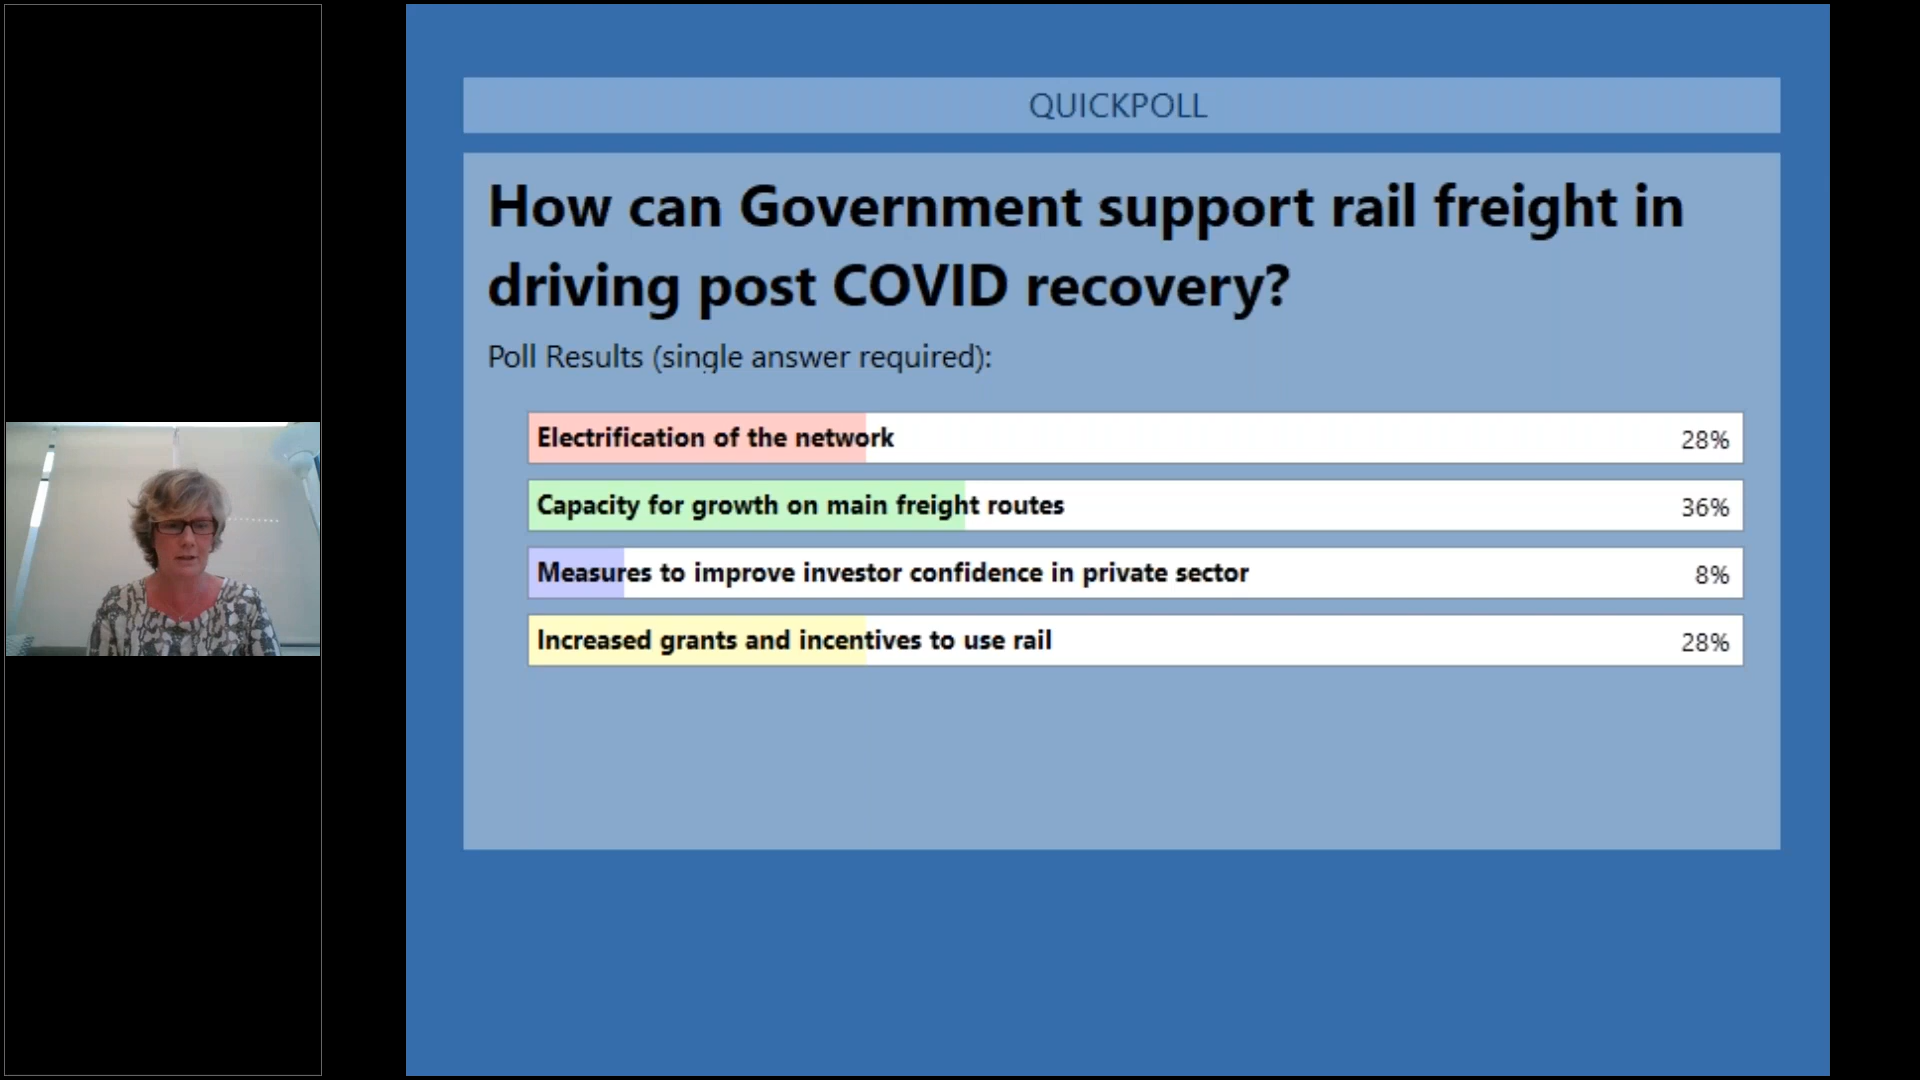 QUICKPOLL
How can Government support rail freight in
driving post COVID recovery?
Poll Results (single answer required):
Electrification of the network 28%
Capacity for growth on main freight routes 36%
Measures to improve investor confidence in private sector 8%
Increased grants and incentives to use rail 28%